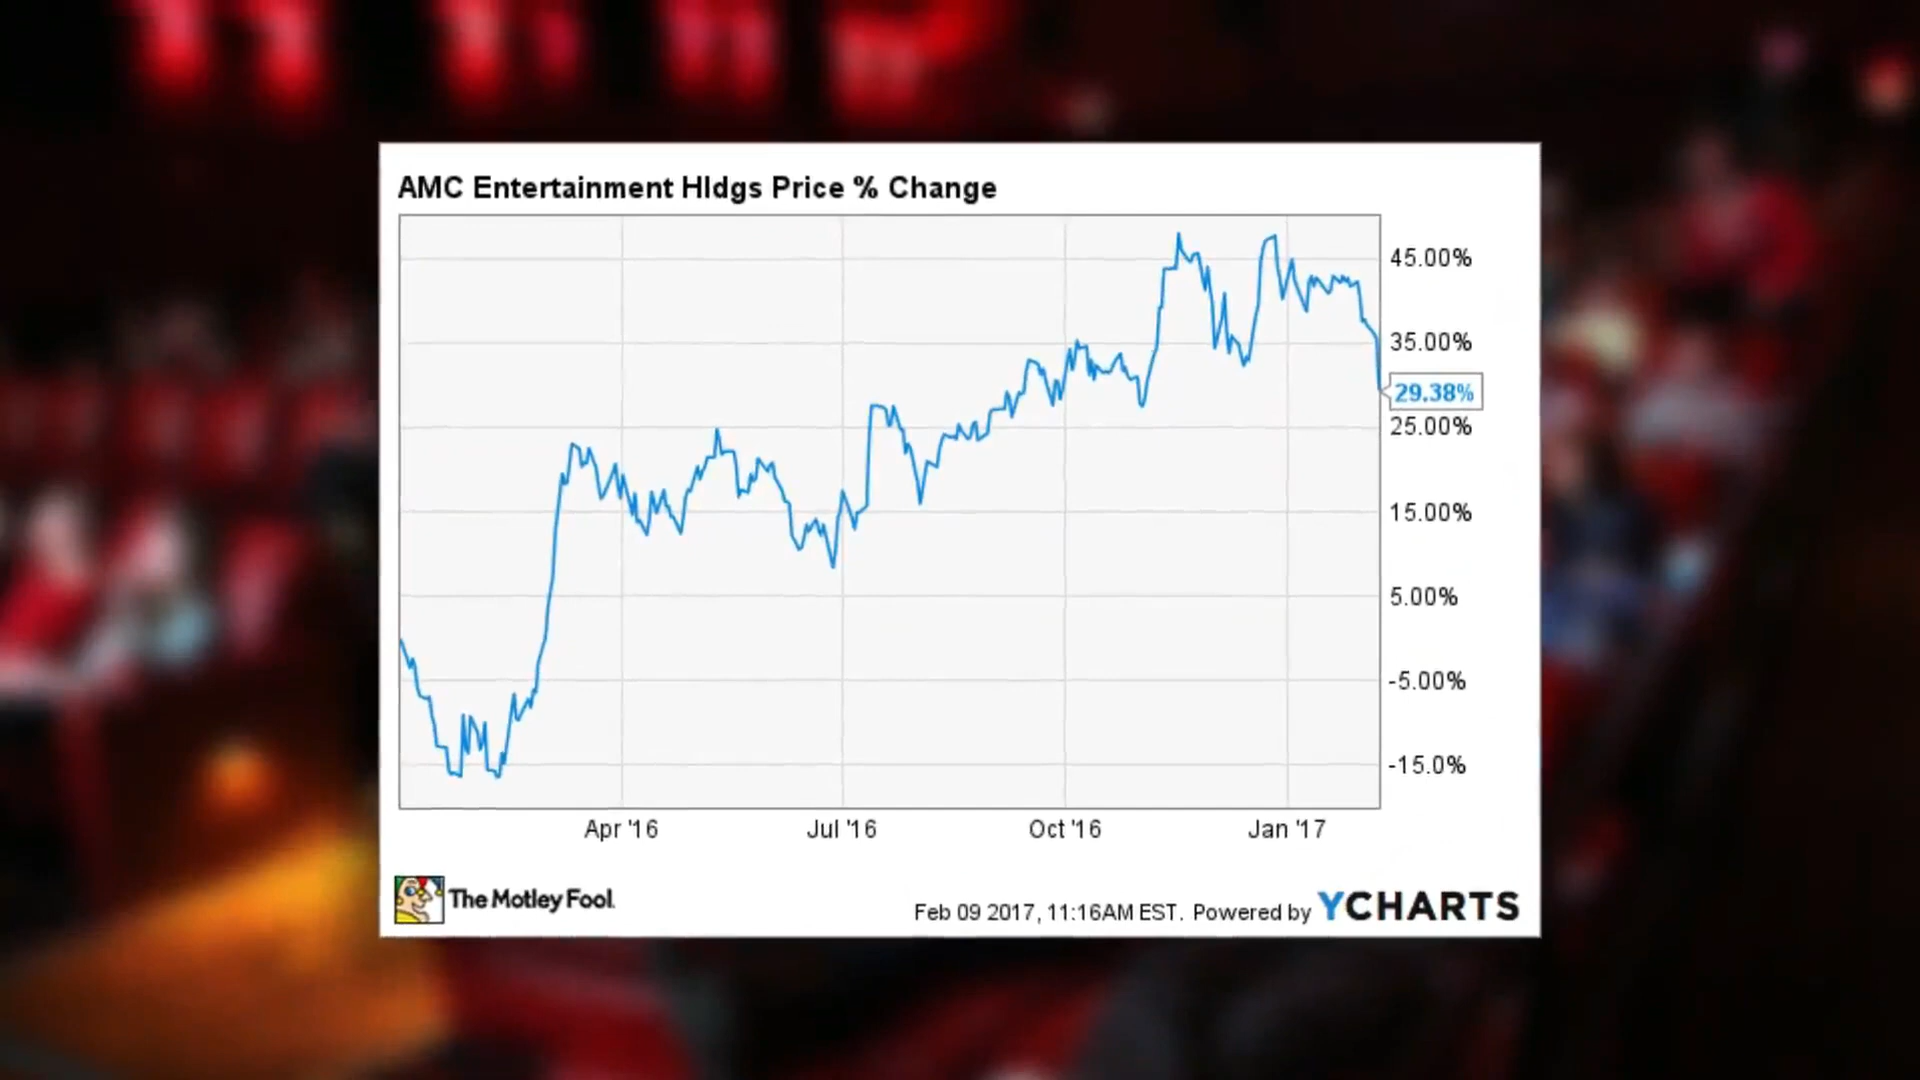 AMC Entertainment Hldgs Price % Change
45.00%
35.00%
29.38%
25.00%
15.00%
5.00%
-5.00%
-15.0%
Apr '16 Jul '16 Oct '16 Jan '17
The Motley Fool.
Feb 09 2017, 11:16AM EST. Powered by YCHARTS